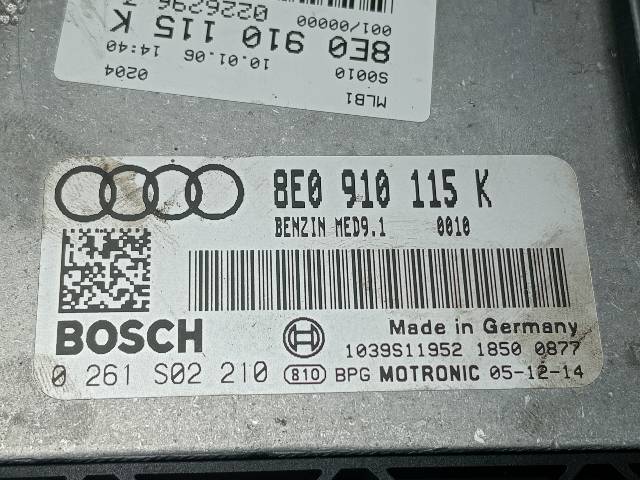 MLB1
S0010 0204
8E0 910 115 K
10.01.06 14:40
001/00000
8E0 910 115 K
BENZIN MED9.1 0010
BOSCH
Made in Germany
1039S11952 1850 0877
0 261 S02 210 810 BPG MOTRONIC 05-12-14